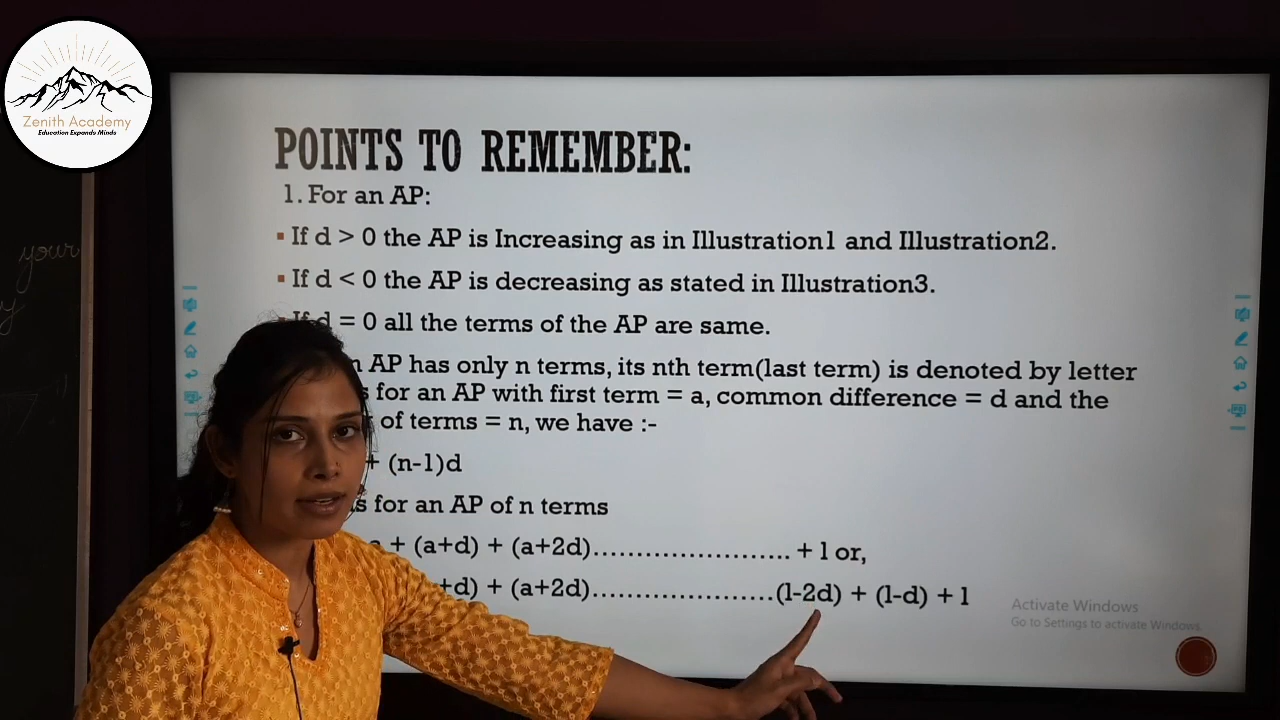 Zenith Academy
Education Expands Minds
POINTS TO REMEMBER:
1. For an AP:
▪ If d > 0 the AP is Increasing as in Illustration1 and Illustration2.
▪ If d < 0 the AP is decreasing as stated in Illustration3.
If d = 0 all the terms of the AP are same.
AP has only n terms, its nth term(last term) is denoted by letter
for an AP with first term = a, common difference = d and the
of terms = n, we have :-
+ (n-1)d
for an AP of n terms
a + (a+d) + (a+2d)........................ + l or,
+d) + (a+2d)......................(l-2d) + (l-d) + l
Activate Windows
Go to Settings to activate Windows.
your
y